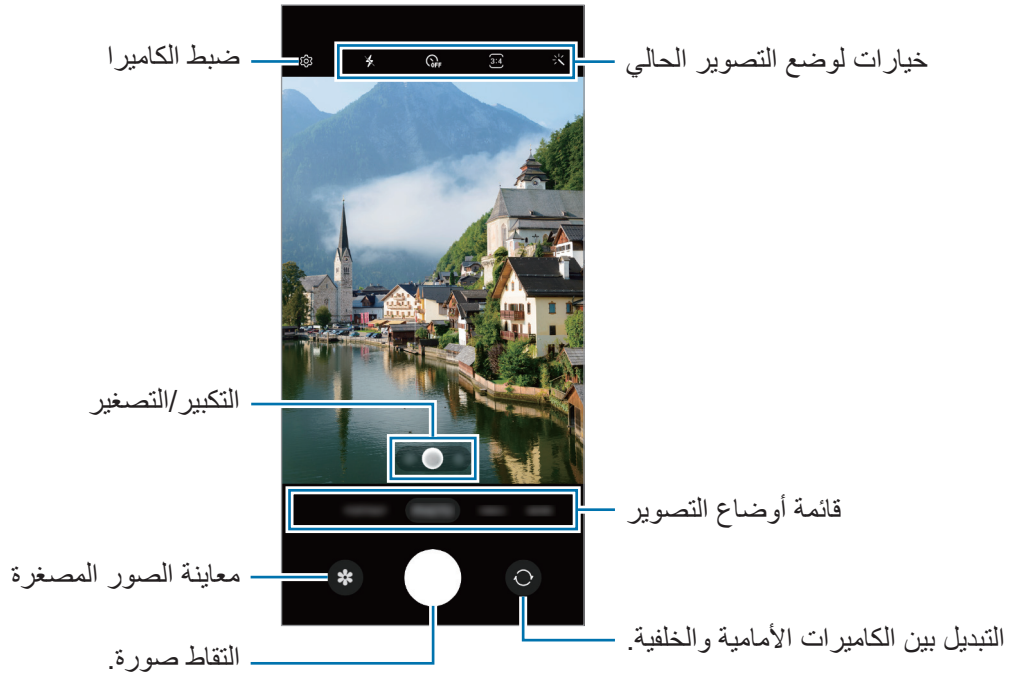 خيارات لوضع التصوير الحالي
ضبط الكاميرا
OFF
3:4
التكبير/التصغير
قائمة أوضاع التصوير
معاينة الصور المصغرة
التبديل بين الكاميرات الأمامية والخلفية.
التقاط صورة.